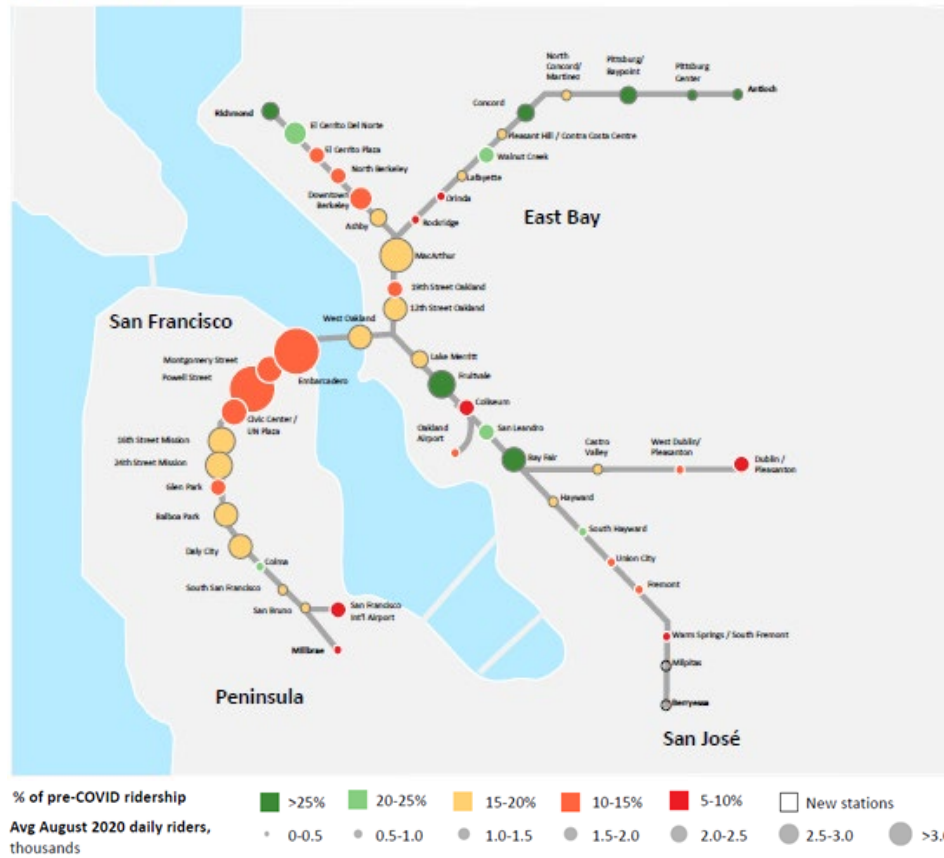 North
Concord/
Martinez
Pittsburg/
Baypoint
Pittsburg
Center
Antioch
Concord
Richmond
El Cerrito Del Norte
Pleasant Hill / Contra Costa Centre
El Cerrito Plaza
Walnut Creek
North Berkeley
Lafayette
Downtown
Berkeley
Orinda
Ashby
Rockridge
East Bay
MacArthur
19th Street Oakland
12th Street Oakland
San Francisco
West Oakland
Montgomery Street
Lake Merritt
Powell Street
Embarcadero
Fruitvale
Coliseum
Civic Center /
UN Plaza
Oakland
Airport
San Leandro
16th Street Mission
Castro
Valley
West Dublin/
Pleasanton
24th Street Mission
Bay Fair
Dublin /
Pleasanton
Glen Park
Hayward
Balboa Park
South Hayward
Daly City
Colma
Union City
South San Francisco
Fremont
San Bruno
San Francisco
Int'l Airport
Warm Springs / South Fremont
Millbrae
Milpitas
Peninsula
Berryessa
San José
% of pre-COVID ridership
>25%
20-25%
15-20%
10-15%
5-10%
New stations
Avg August 2020 daily riders,
thousands
0-0.5
0.5-1.0
1.0-1.5
1.5-2.0
2.0-2.5
2.5-3.0